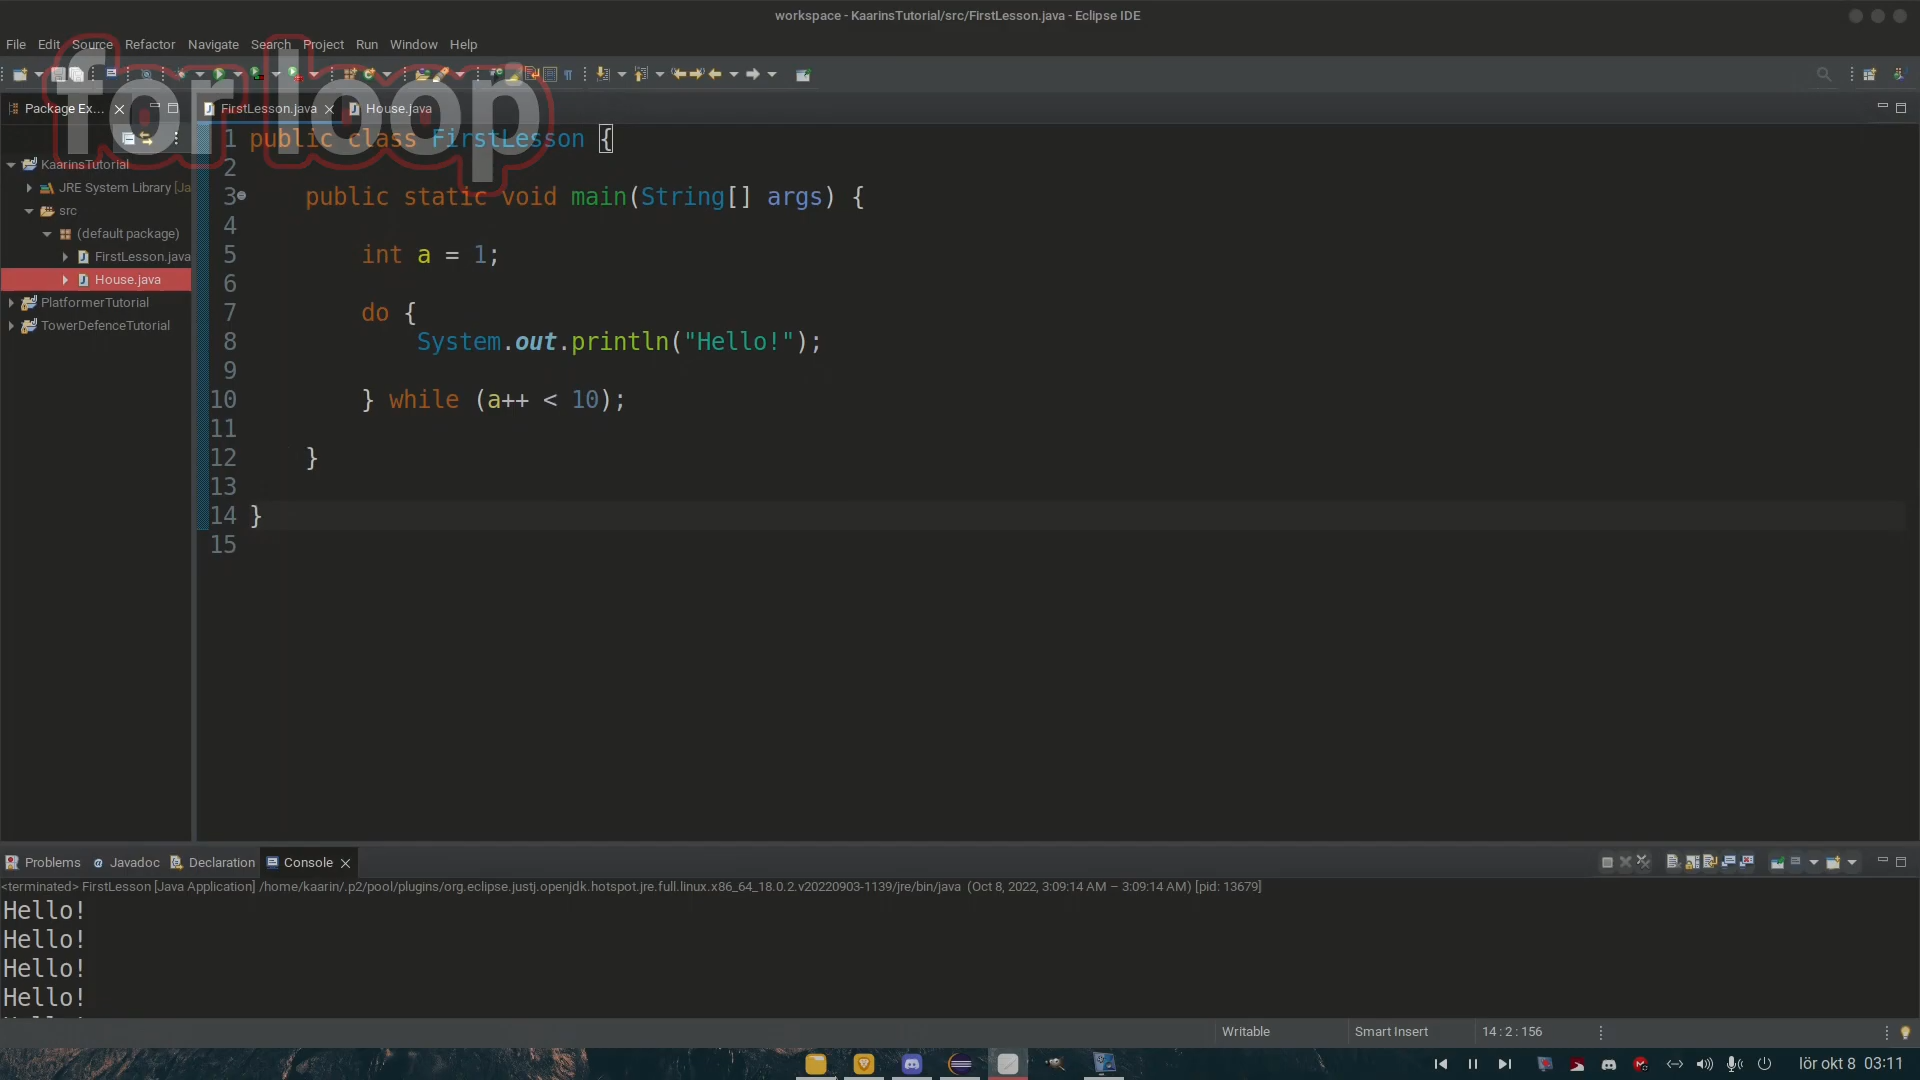 workspace - KaarinsTutorial/src/FirstLesson.java - Eclipse IDE
File Edit Source Refactor Navigate Search Project Run Window Help
for loop
Package Ex...
FirstLesson.java
House.java
KaarinsTutorial
JRE System Library [Ja
src
(default package)
FirstLesson.java
House.java
PlatformerTutorial
TowerDefenceTutorial
1 public class FirstLesson {
2
3 public static void main(String[] args) {
4
5 int a = 1;
6
7 do {
8 System.out.println("Hello!");
9
10 } while (a++ < 10);
11
12 }
13
14 }
15
Problems Javadoc Declaration Console
<terminated> FirstLesson [Java Application] /home/kaarin/.p2/pool/plugins/org.eclipse.justj.openjdk.hotspot.jre.full.linux.x86_64_18.0.2.v20220903-1139/jre/bin/java (Oct 8, 2022, 3:09:14 AM – 3:09:14 AM) [pid: 13679]
Hello!
Hello!
Hello!
Hello!
Writable Smart Insert 14 : 2 : 156
lör okt 8 03:11